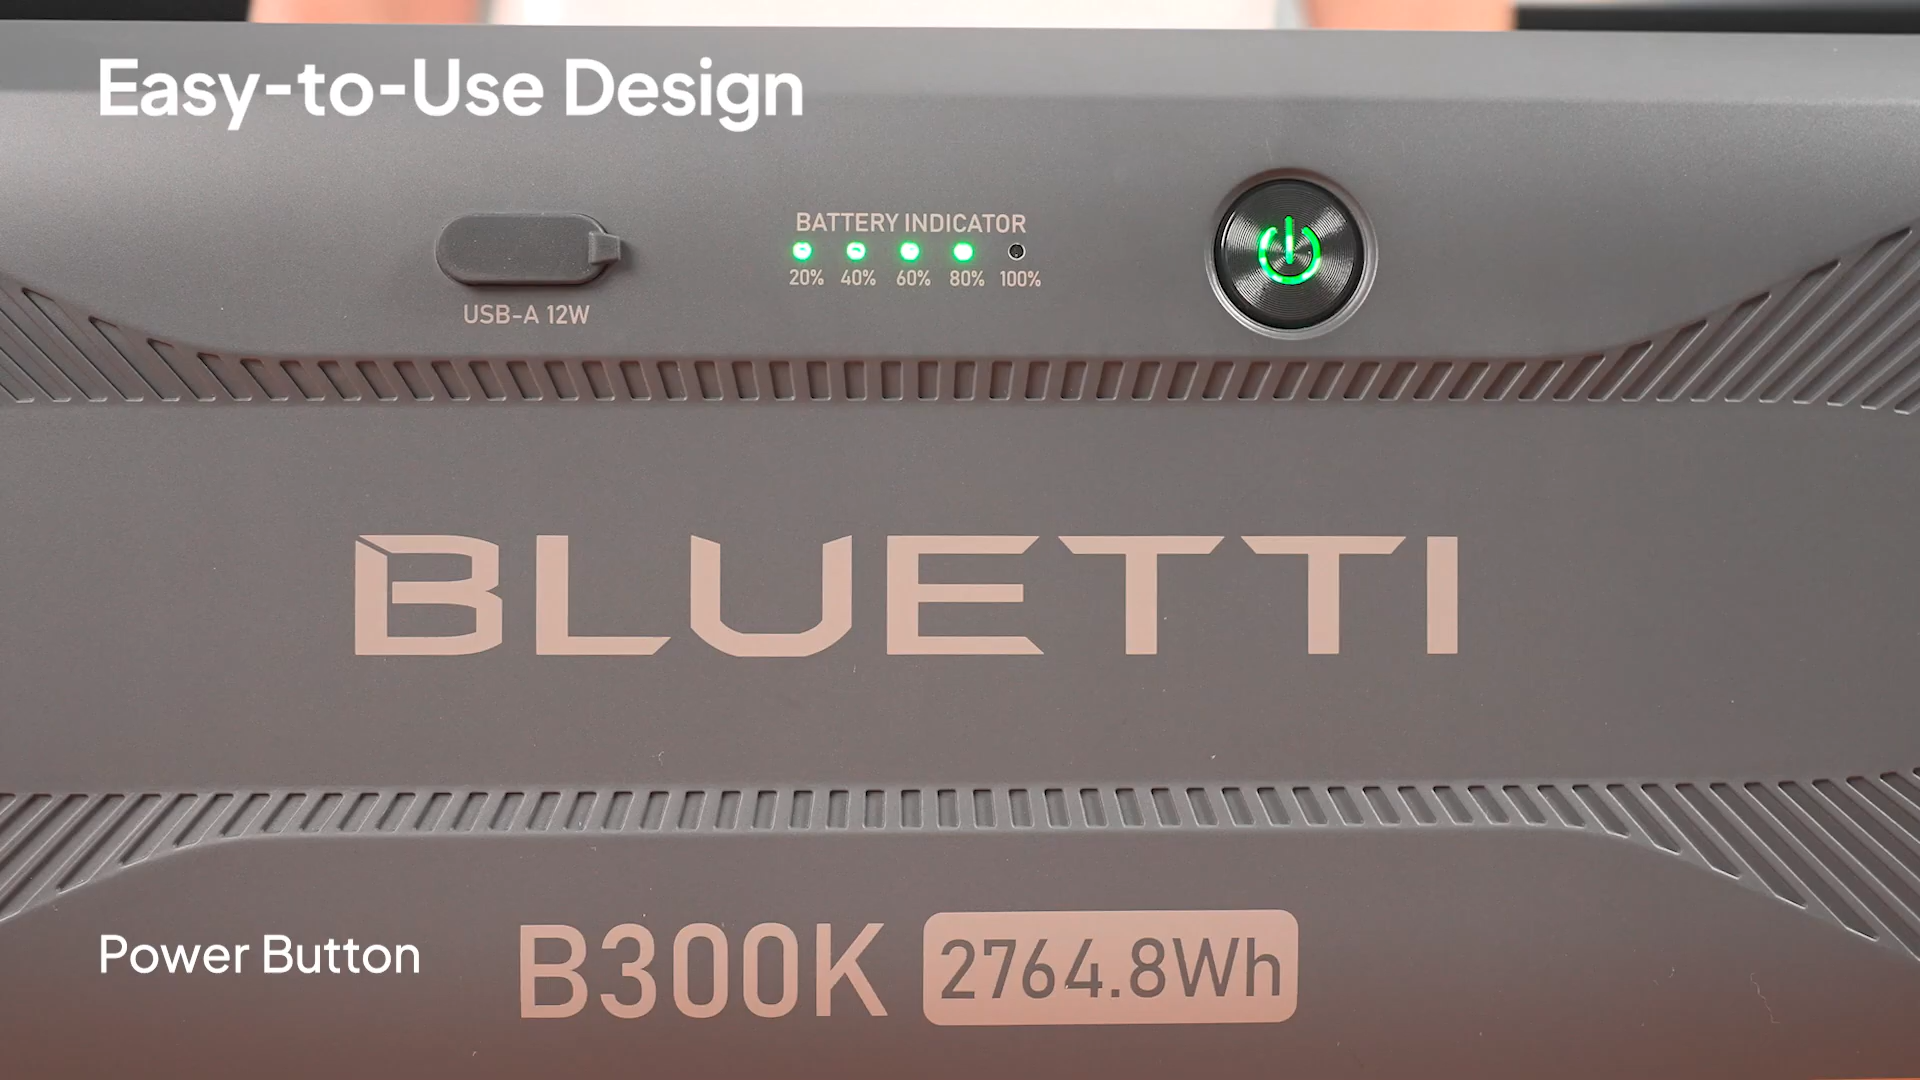 Easy-to-Use Design
BATTERY INDICATOR
20% 40% 60% 80% 100%
USB-A 12W
BLUETTI
Power Button
B300K 2764.8Wh